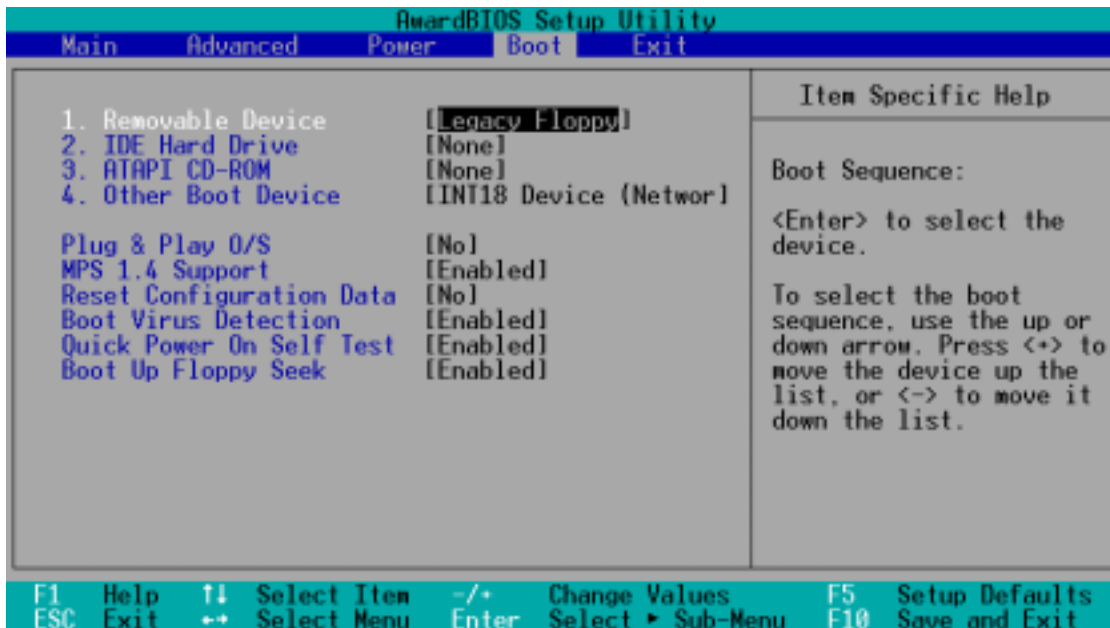 AwardBIOS Setup Utility
Main Advanced Power Boot Exit
1. Removable Device [Legacy Floppy]
2. IDE Hard Drive [None]
3. ATAPI CD-ROM [None]
4. Other Boot Device [INT18 Device (Networ]
Plug & Play O/S [No]
MPS 1.4 Support [Enabled]
Reset Configuration Data [No]
Boot Virus Detection [Enabled]
Quick Power On Self Test [Enabled]
Boot Up Floppy Seek [Enabled]
Item Specific Help
Boot Sequence:
<Enter> to select the
device.
To select the boot
sequence, use the up or
down arrow. Press <+> to
move the device up the
list, or <-> to move it
down the list.
F1 Help ↑↓ Select Item -/+ Change Values F5 Setup Defaults
ESC Exit ←→ Select Menu Enter Select ► Sub-Menu F10 Save and Exit